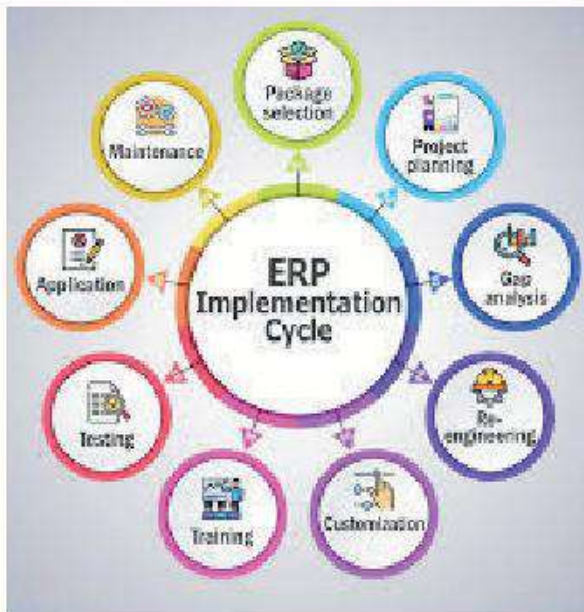 ERP
Implementation
Cycle
Package
selection
Project
planning
Gap
analysis
Re-
engineering
Customization
Training
Testing
Application
Maintenance